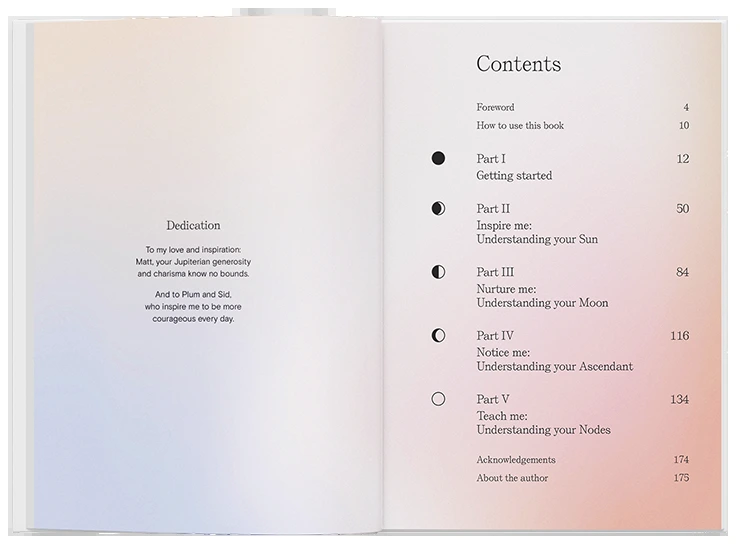 Dedication
To my love and inspiration:
Matt, your Jupiterian generosity
and charisma know no bounds.
And to Plum and Sid,
who inspire me to be more
courageous every day.
Contents
Foreword 4
How to use this book 10
Part I 12
Getting started
Part II 50
Inspire me:
Understanding your Sun
Part III 84
Nurture me:
Understanding your Moon
Part IV 116
Notice me:
Understanding your Ascendant
Part V 134
Teach me:
Understanding your Nodes
Acknowledgements 174
About the author 175